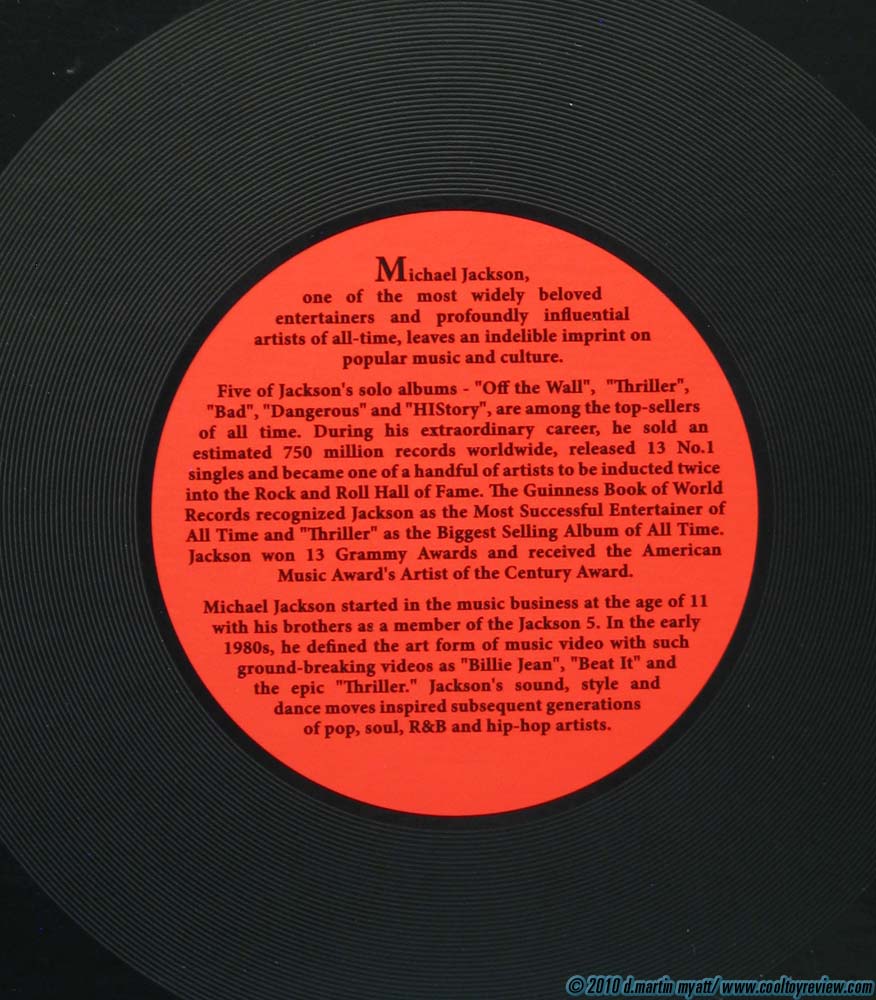 Michael Jackson,
one of the most widely beloved
entertainers and profoundly influential
artists of all-time, leaves an indelible imprint on
popular music and culture.
Five of Jackson's solo albums - "Off the Wall", "Thriller",
"Bad", "Dangerous" and "HIStory", are among the top-sellers
of all time. During his extraordinary career, he sold an
estimated 750 million records worldwide, released 13 No.1
singles and became one of a handful of artists to be inducted twice
into the Rock and Roll Hall of Fame. The Guinness Book of World
Records recognized Jackson as the Most Successful Entertainer of
All Time and "Thriller" as the Biggest Selling Album of All Time.
Jackson won 13 Grammy Awards and received the American
Music Award's Artist of the Century Award.
Michael Jackson started in the music business at the age of 11
with his brothers as a member of the Jackson 5. In the early
1980s, he defined the art form of music video with such
ground-breaking videos as "Billie Jean", "Beat It" and
the epic "Thriller." Jackson's sound, style and
dance moves inspired subsequent generations
of pop, soul, R&B and hip-hop artists.
© 2010 d.martin myatt/ www.cooltoyreview.com